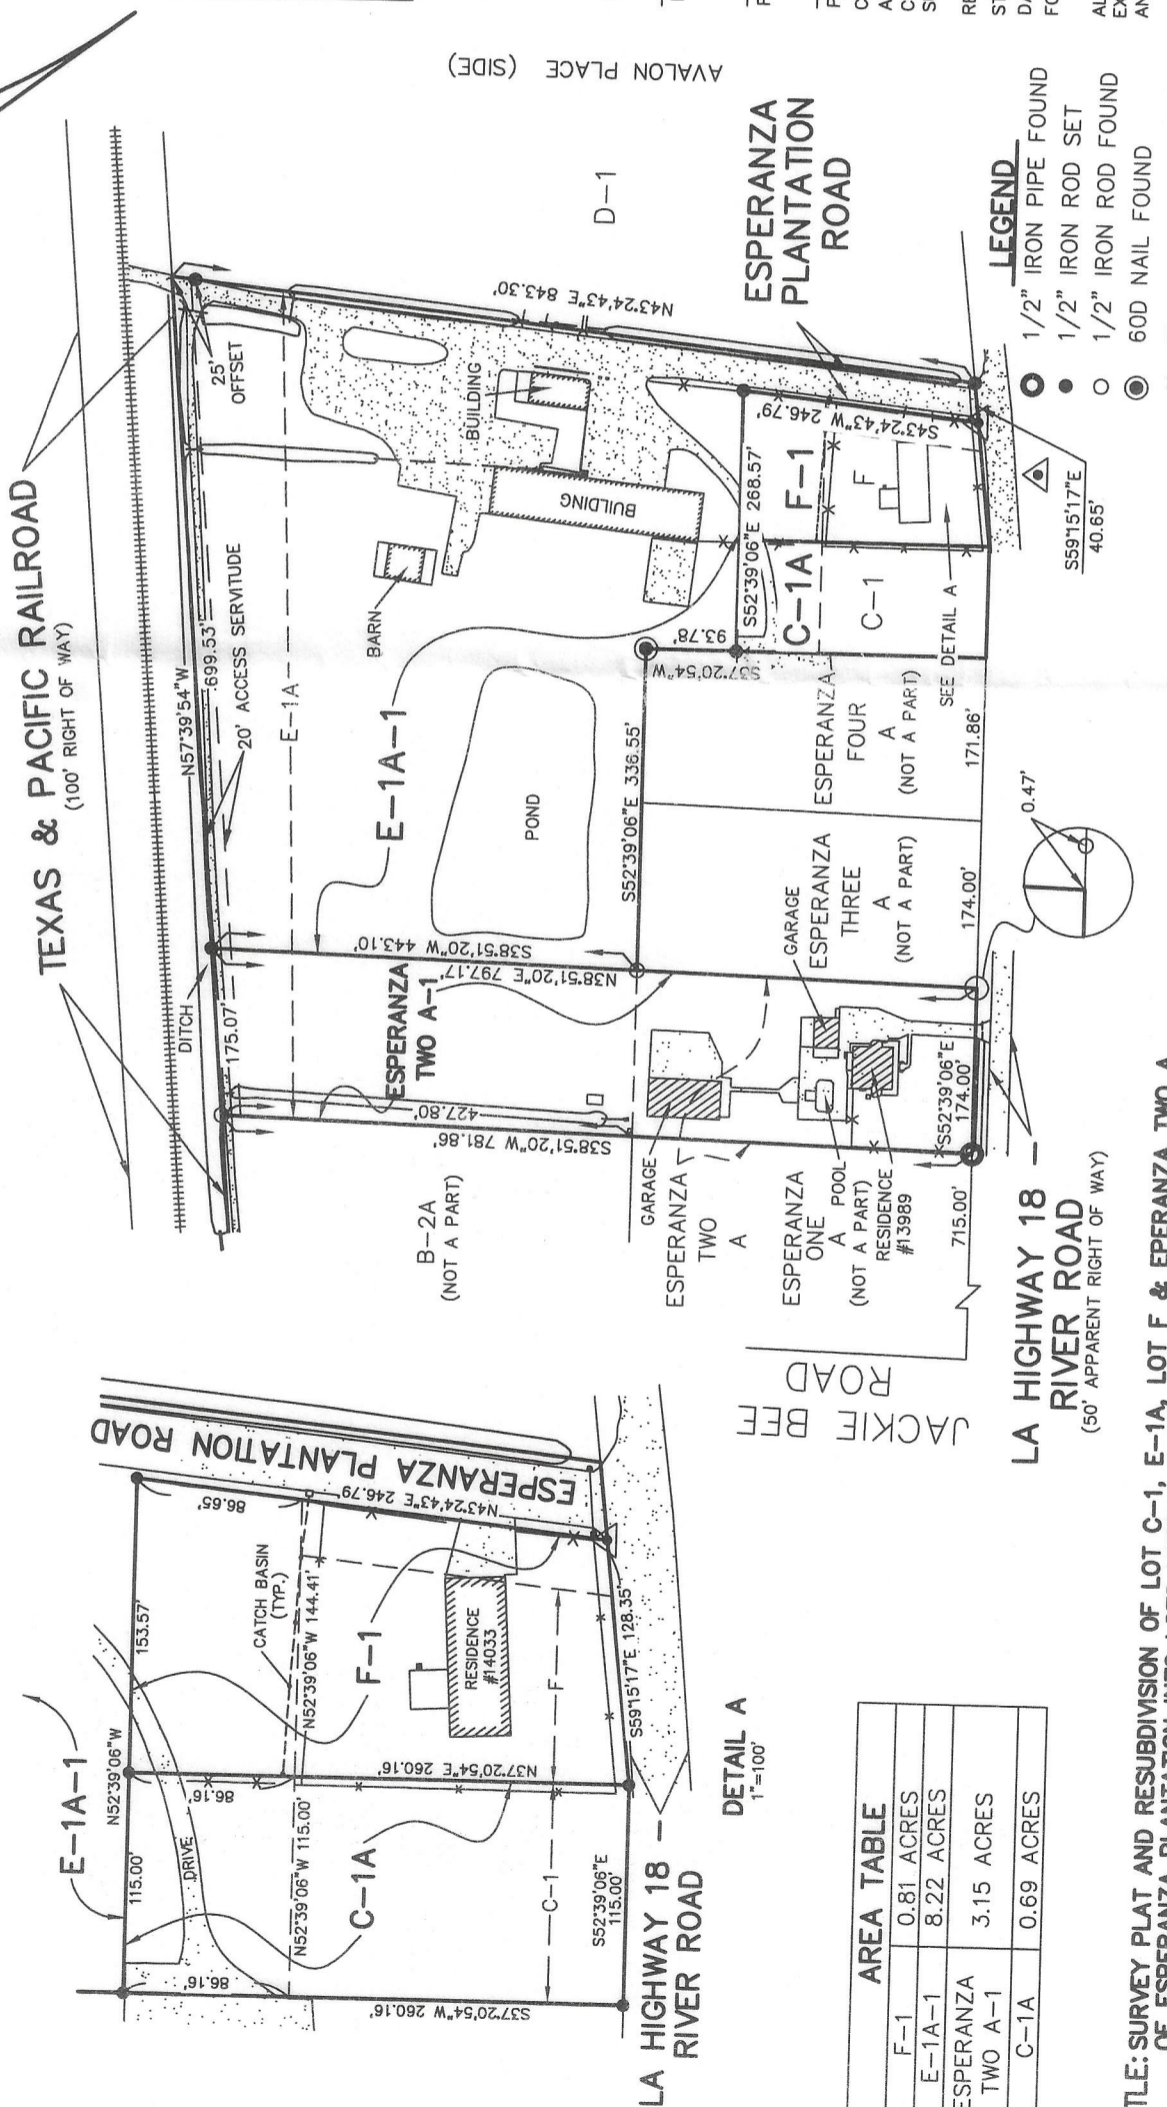 TEXAS & PACIFIC RAILROAD
(100' RIGHT OF WAY)
AVALON PLACE (SIDE)
D-1
ESPERANZA
PLANTATION
ROAD
DITCH
175.07'
N57°39'54"W
699.53'
20' ACCESS SERVITUDE
25'
OFFSET
E-1A
E-1A-1
BARN
BUILDING
BUILDING
POND
N43°24'43"E 843.30'
S43°24'43"W 246.79'
S52°39'06"E 268.57'
S37°20'54"W
93.78'
S52°39'06"E 336.55'
C-1A
F-1
F
C-1
SEE DETAIL A
S59°15'17"E
40.65'
ESPERANZA
FOUR
A
(NOT A PART)
171.86'
ESPERANZA
THREE
A
(NOT A PART)
174.00'
0.47'
S38°51'20"W 443.10'
N38°51'20"E 797.17'
ESPERANZA
TWO A-1
427.80'
S38°51'20"W 781.86'
B-2A
(NOT A PART)
GARAGE
GARAGE
ESPERANZA
TWO
A
ESPERANZA
ONE
A
(NOT A PART)
POOL
RESIDENCE
#13989
S52°39'06"E
174.00'
715.00'
JACKIE BEE
ROAD
LA HIGHWAY 18 -
RIVER ROAD
(50' APPARENT RIGHT OF WAY)
LEGEND
1/2" IRON PIPE FOUND
1/2" IRON ROD SET
1/2" IRON ROD FOUND
60D NAIL FOUND
E-1A-1
N52°39'06"W
115.00'
153.57'
ESPERANZA PLANTATION ROAD
86.65'
N43°24'43"E 246.79'
CATCH BASIN
(TYP.)
DRIVE
86.16'
86.16'
N52°39'06"W 115.00'
N52°39'06"W 144.41'
C-1A
F-1
RESIDENCE
#14033
N37°20'54"E 260.16'
S37°20'54"W 260.16'
C-1
F
S52°39'06"E
115.00'
S59°15'17"E 128.35'
LA HIGHWAY 18 -
RIVER ROAD
DETAIL A
1"=100'
AREA TABLE
F-1 0.81 ACRES
E-1A-1 8.22 ACRES
ESPERANZA
TWO A-1 3.15 ACRES
C-1A 0.69 ACRES
TLE: SURVEY PLAT AND RESUBDIVISION OF LOT C-1, E-1A, LOT F & EPERANZA TWO A
OF ESPERANZA PLANTATION INTO